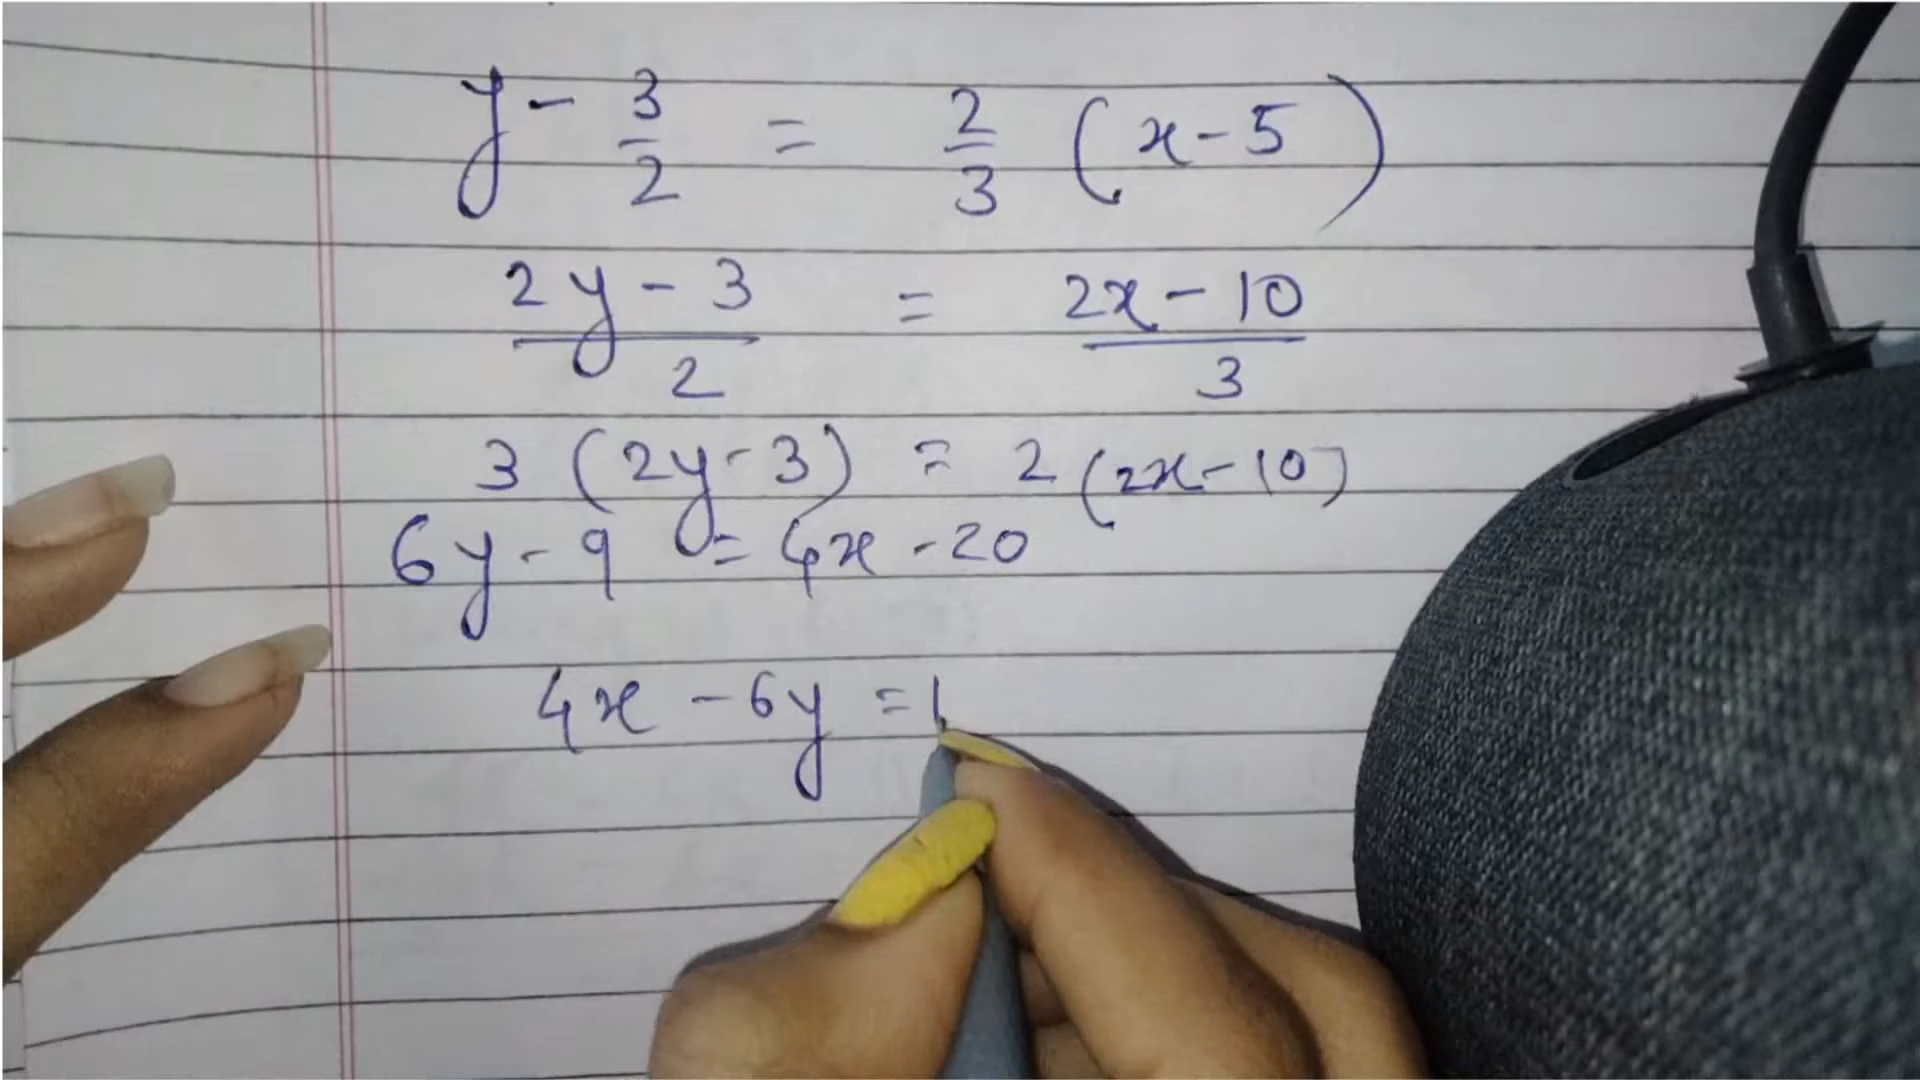 y - 3/2 = 2/3 (x - 5)
2y - 3/2 = 2x - 10/3
3 (2y - 3) = 2 (2x - 10)
6y - 9 = 4x - 20
4x - 6y = 1